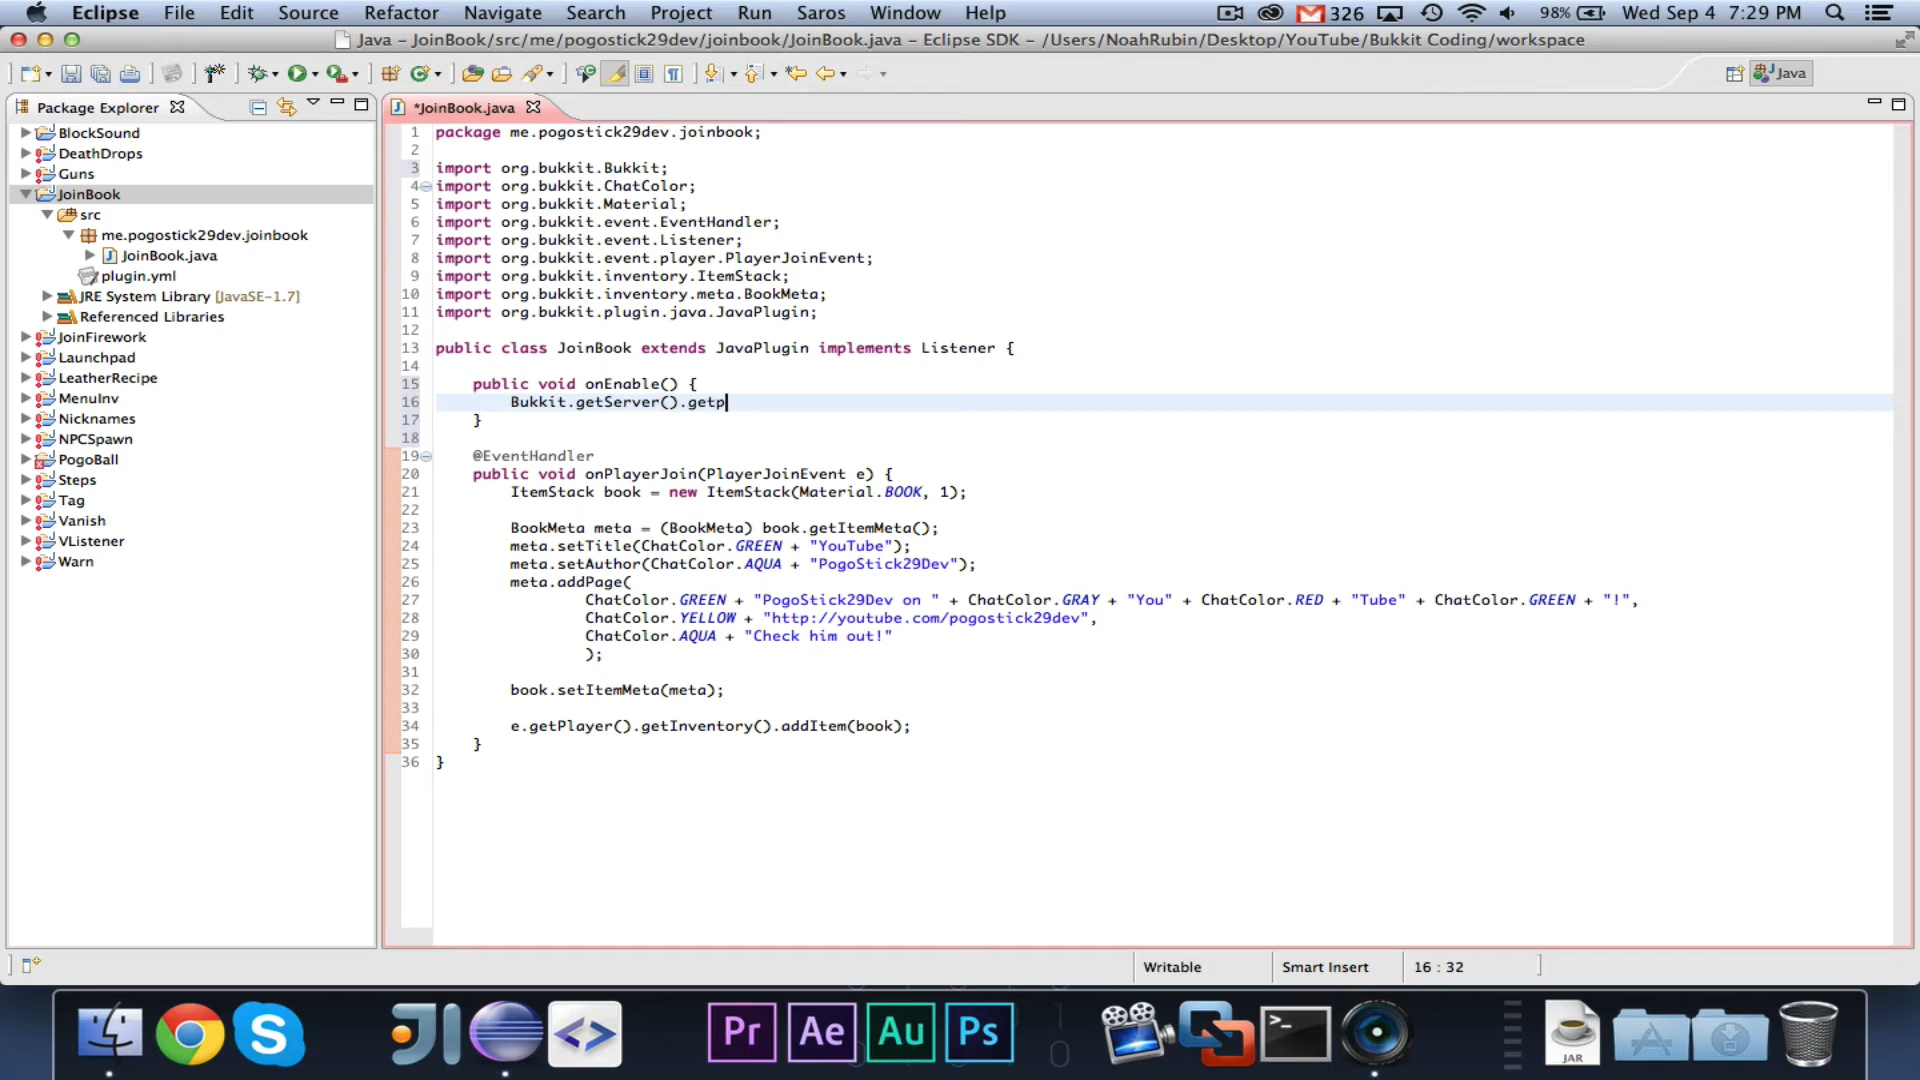 Eclipse File Edit Source Refactor Navigate Search Project Run Saros Window Help 326 98% Wed Sep 4 7:29 PM
Java – JoinBook/src/me/pogostick29dev/joinbook/JoinBook.java – Eclipse SDK – /Users/NoahRubin/Desktop/YouTube/Bukkit Coding/workspace
Java
Package Explorer
BlockSound
DeathDrops
Guns
JoinBook
src
me.pogostick29dev.joinbook
JoinBook.java
plugin.yml
JRE System Library [JavaSE-1.7]
Referenced Libraries
JoinFirework
Launchpad
LeatherRecipe
MenuInv
Nicknames
NPCSpawn
PogoBall
Steps
Tag
Vanish
VListener
Warn
*JoinBook.java
1 package me.pogostick29dev.joinbook;
2
3 import org.bukkit.Bukkit;
4 import org.bukkit.ChatColor;
5 import org.bukkit.Material;
6 import org.bukkit.event.EventHandler;
7 import org.bukkit.event.Listener;
8 import org.bukkit.event.player.PlayerJoinEvent;
9 import org.bukkit.inventory.ItemStack;
10 import org.bukkit.inventory.meta.BookMeta;
11 import org.bukkit.plugin.java.JavaPlugin;
12
13 public class JoinBook extends JavaPlugin implements Listener {
14
15 public void onEnable() {
16 Bukkit.getServer().getp
17 }
18
19 @EventHandler
20 public void onPlayerJoin(PlayerJoinEvent e) {
21 ItemStack book = new ItemStack(Material.BOOK, 1);
22
23 BookMeta meta = (BookMeta) book.getItemMeta();
24 meta.setTitle(ChatColor.GREEN + "YouTube");
25 meta.setAuthor(ChatColor.AQUA + "PogoStick29Dev");
26 meta.addPage(
27 ChatColor.GREEN + "PogoStick29Dev on " + ChatColor.GRAY + "You" + ChatColor.RED + "Tube" + ChatColor.GREEN + "!",
28 ChatColor.YELLOW + "http://youtube.com/pogostick29dev",
29 ChatColor.AQUA + "Check him out!"
30 );
31
32 book.setItemMeta(meta);
33
34 e.getPlayer().getInventory().addItem(book);
35 }
36 }
Writable Smart Insert 16 : 32
Pr Ae Au Ps JAR